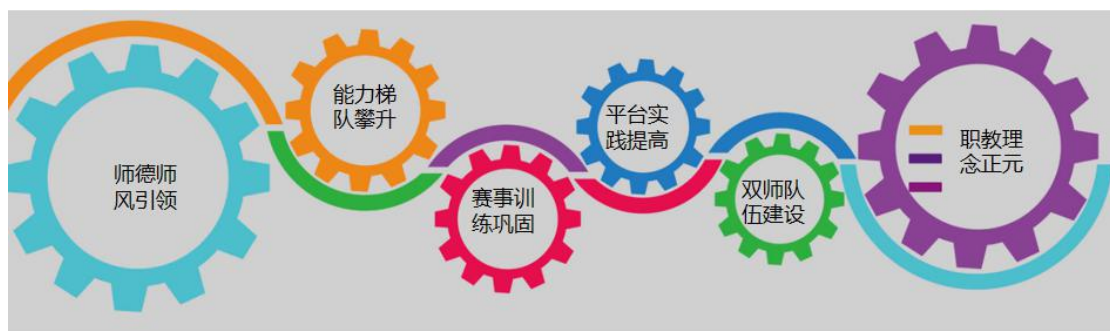 师德师
风引领
能力梯
队攀升
赛事训
练巩固
平台实
践提高
双师队
伍建设
职教理
念正元